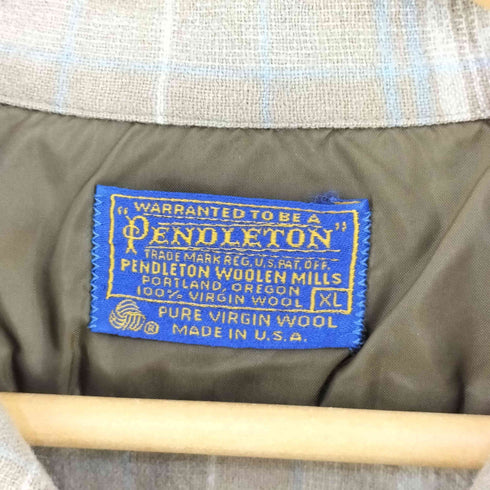 WARRANTED TO BE A
"PENDLETON"
TRADE MARK REG. U.S. PAT. OFF.
PENDLETON WOOLEN MILLS
PORTLAND, OREGON
100% VIRGIN WOOL XL
PURE VIRGIN WOOL
® MADE IN U.S.A.